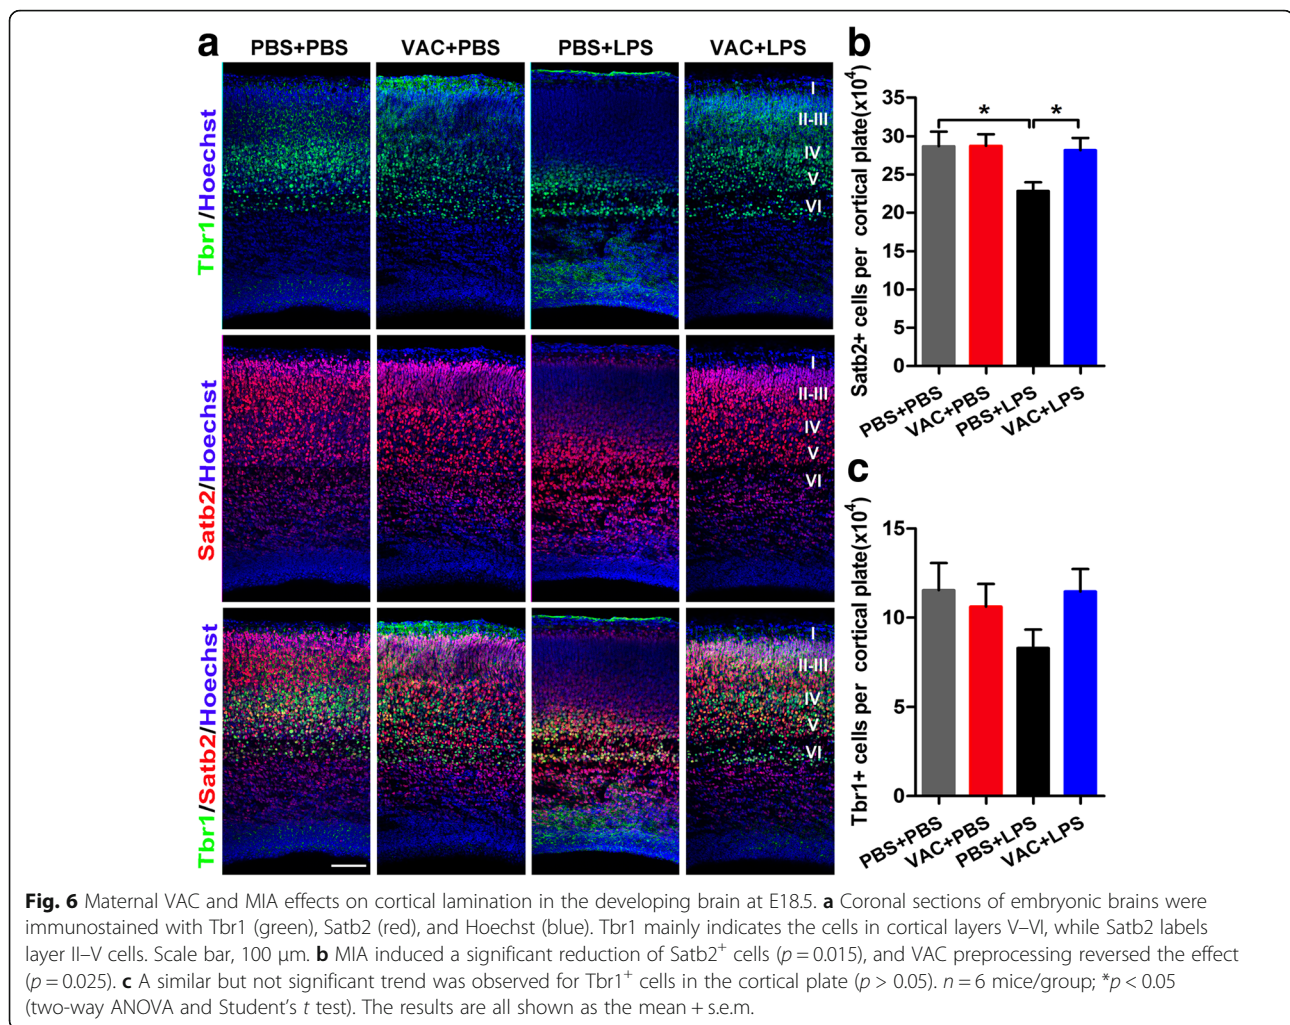 a
PBS+PBS VAC+PBS PBS+LPS VAC+LPS
Tbr1/Hoechst
I
II-III
IV
V
VI
Satb2/Hoechst
I
II-III
IV
V
VI
Tbr1/Satb2/Hoechst
I
II-III
IV
V
VI
b
Satb2+ cells per cortical plate(x10⁴)
35
30
25
20
15
10
5
0
* *
PBS+PBS VAC+PBS PBS+LPS VAC+LPS
c
Tbr1+ cells per cortical plate(x10⁴)
15
10
5
0
PBS+PBS VAC+PBS PBS+LPS VAC+LPS
Fig. 6 Maternal VAC and MIA effects on cortical lamination in the developing brain at E18.5. a Coronal sections of embryonic brains were
immunostained with Tbr1 (green), Satb2 (red), and Hoechst (blue). Tbr1 mainly indicates the cells in cortical layers V–VI, while Satb2 labels
layer II–V cells. Scale bar, 100 μm. b MIA induced a significant reduction of Satb2⁺ cells (p = 0.015), and VAC preprocessing reversed the effect
(p = 0.025). c A similar but not significant trend was observed for Tbr1⁺ cells in the cortical plate (p > 0.05). n = 6 mice/group; *p < 0.05
(two-way ANOVA and Student's t test). The results are all shown as the mean + s.e.m.